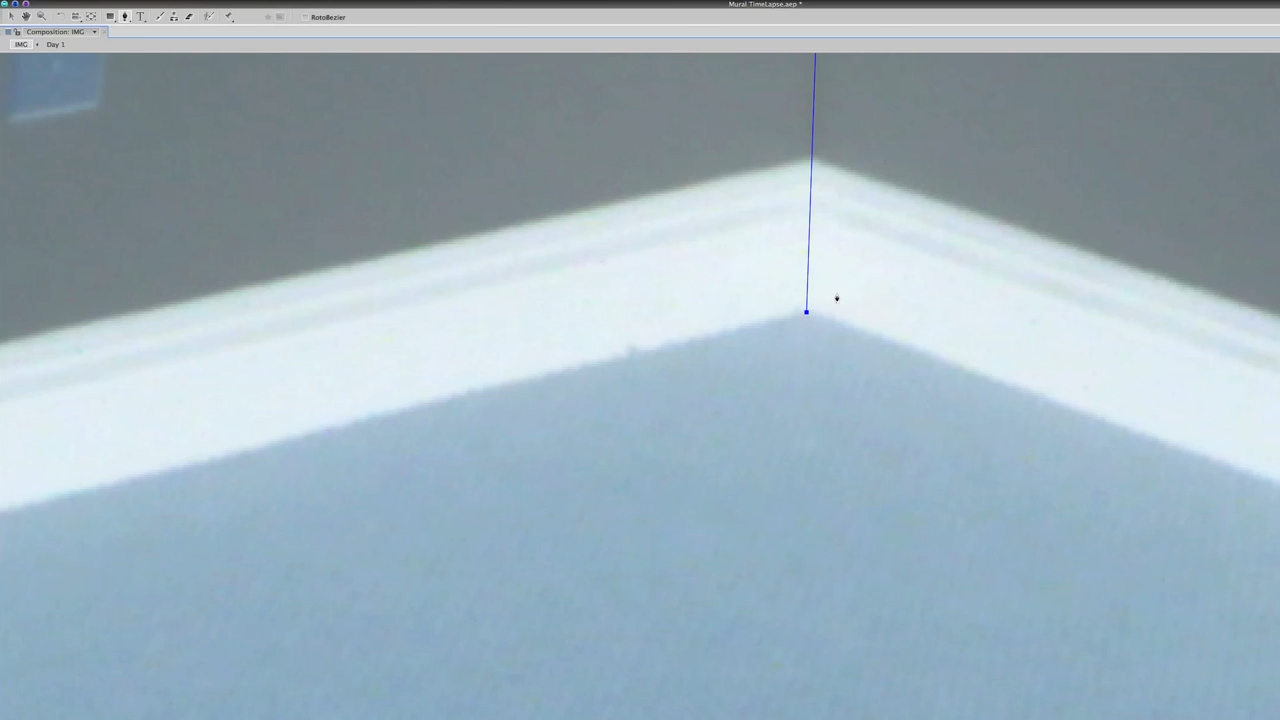 Mural TimeLapse.aep *
T
RotoBezier
Composition: IMG
IMG
Day 1